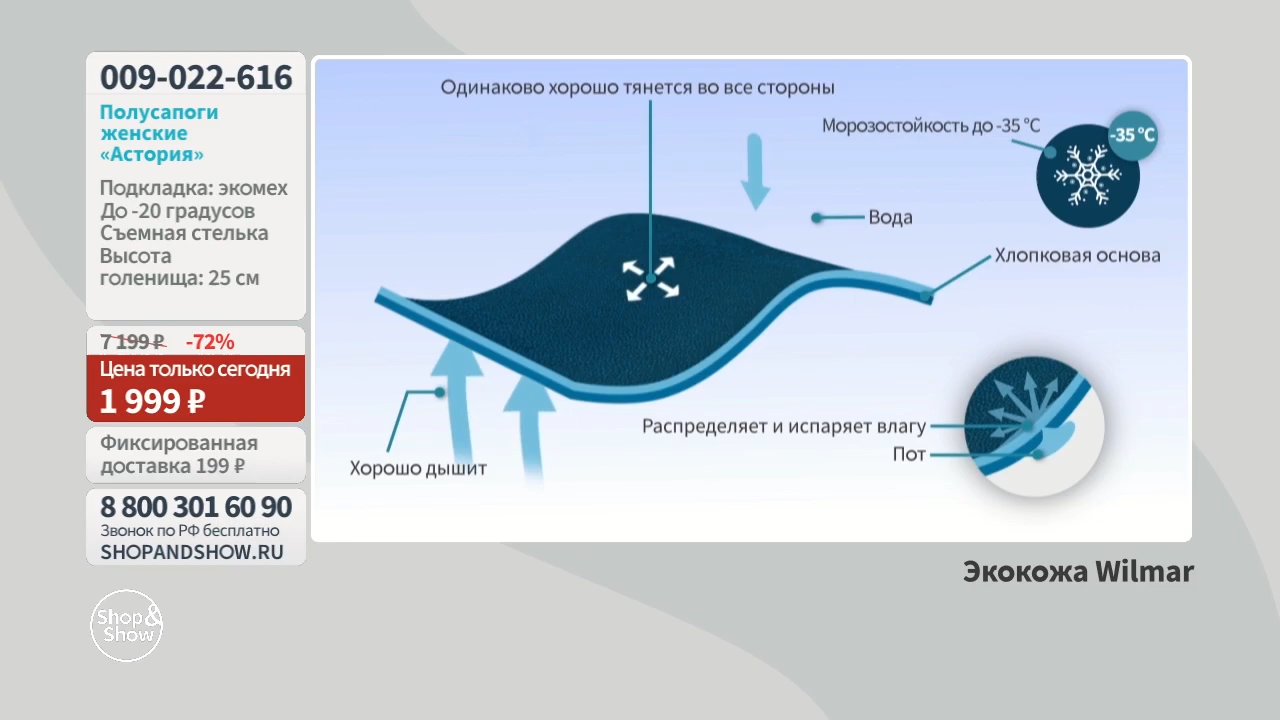 009-022-616
Полусапоги
женские
«Астория»
Подкладка: экомех
До -20 градусов
Съемная стелька
Высота
голенища: 25 см
7 199 ₽ -72%
Цена только сегодня
1 999 ₽
Фиксированная
доставка 199 ₽
8 800 301 60 90
Звонок по РФ бесплатно
SHOPANDSHOW.RU
Shop&
Show
Одинаково хорошо тянется во все стороны
Морозостойкость до -35 °C
-35 °C
Вода
Хлопковая основа
Распределяет и испаряет влагу
Пот
Хорошо дышит
Экокожа Wilmar